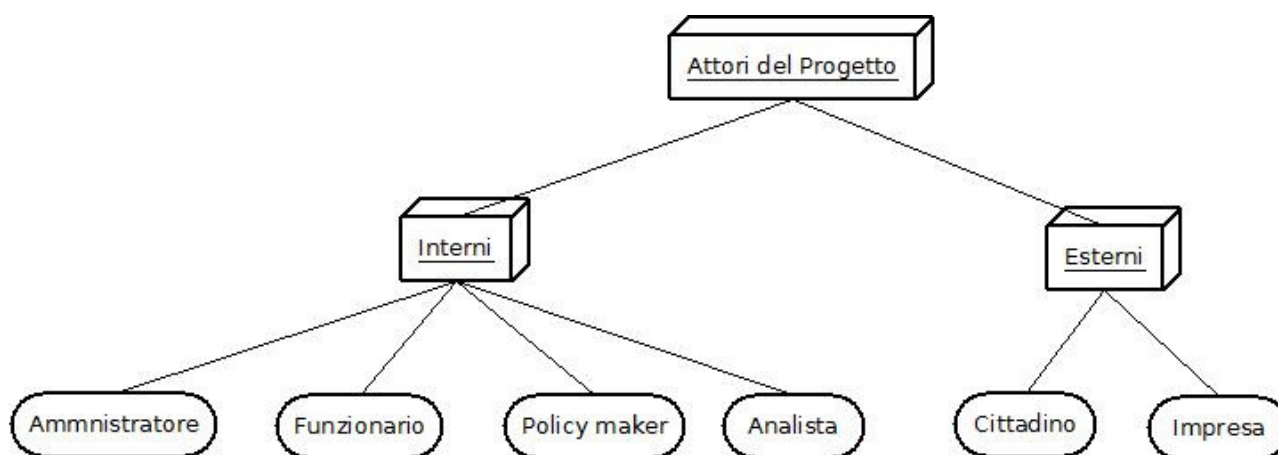 Attori del Progetto
Interni
Esterni
Ammnistratore
Funzionario
Policy maker
Analista
Cittadino
Impresa